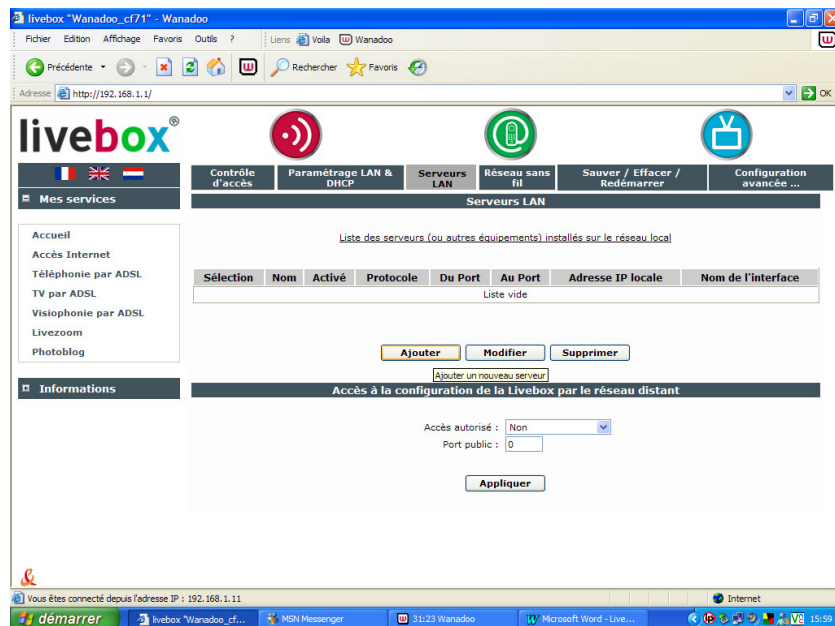 livebox "Wanadoo_cf71" - Wanadoo
Fichier Edition Affichage Favoris Outils ? Liens Voila Wanadoo
Précédente Rechercher Favoris
Adresse http://192.168.1.1/ OK
livebox®
Contrôle d'accès
Paramétrage LAN & DHCP
Serveurs LAN
Réseau sans fil
Sauver / Effacer / Redémarrer
Configuration avancée ...
Mes services
Accueil
Accès Internet
Téléphonie par ADSL
TV par ADSL
Visiophonie par ADSL
Livezoom
Photoblog
Informations
Serveurs LAN
Liste des serveurs (ou autres équipements) installés sur le réseau local
Sélection Nom Activé Protocole Du Port Au Port Adresse IP locale Nom de l'interface
Liste vide
Ajouter Modifier Supprimer
Ajouter un nouveau serveur
Accès à la configuration de la Livebox par le réseau distant
Accès autorisé : Non
Port public : 0
Appliquer
Vous êtes connecté depuis l'adresse IP : 192.168.1.11 Internet
démarrer livebox "Wanadoo_cf... MSN Messenger 31:23 Wanadoo Microsoft Word - Live... 15:59